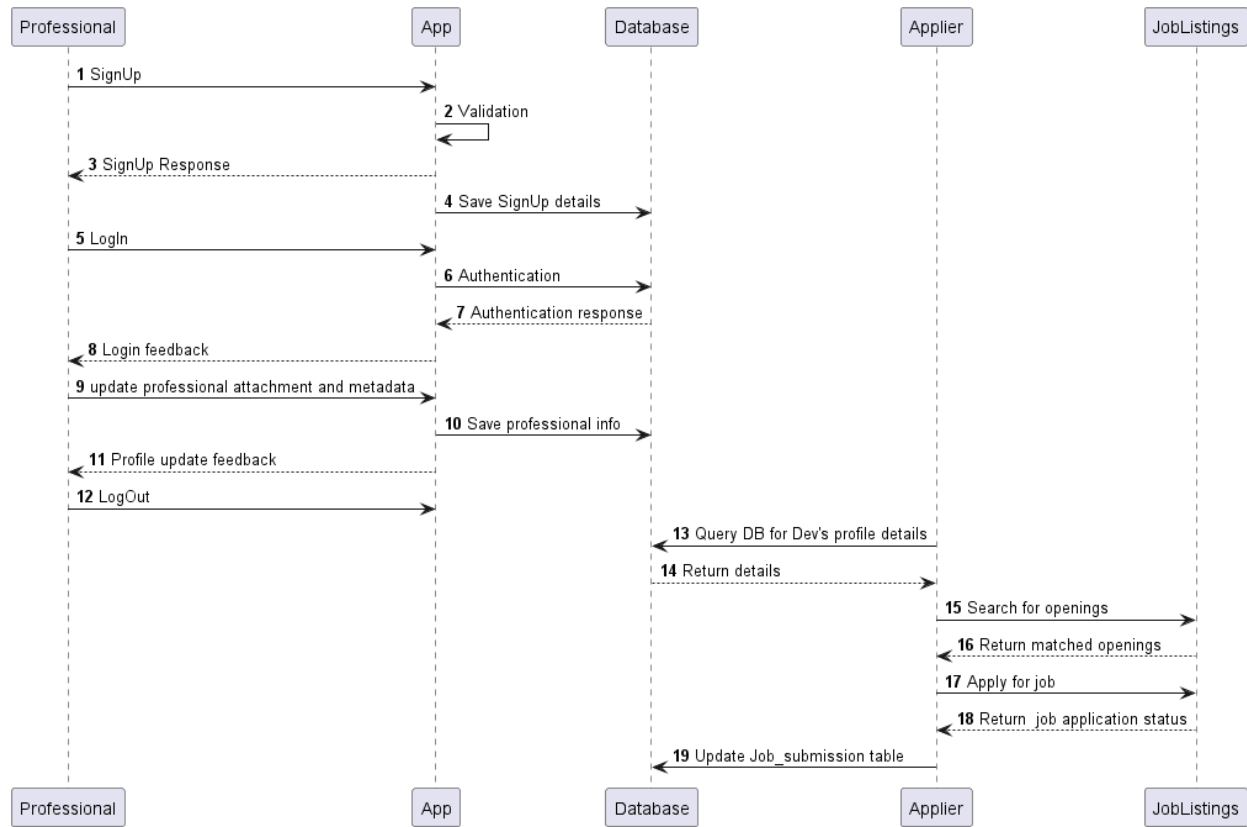 Professional
App
Database
Applier
JobListings
1 SignUp
2 Validation
3 SignUp Response
4 Save SignUp details
5 LogIn
6 Authentication
7 Authentication response
8 Login feedback
9 update professional attachment and metadata
10 Save professional info
11 Profile update feedback
12 LogOut
13 Query DB for Dev's profile details
14 Return details
15 Search for openings
16 Return matched openings
17 Apply for job
18 Return  job application status
19 Update Job_submission table
Professional
App
Database
Applier
JobListings